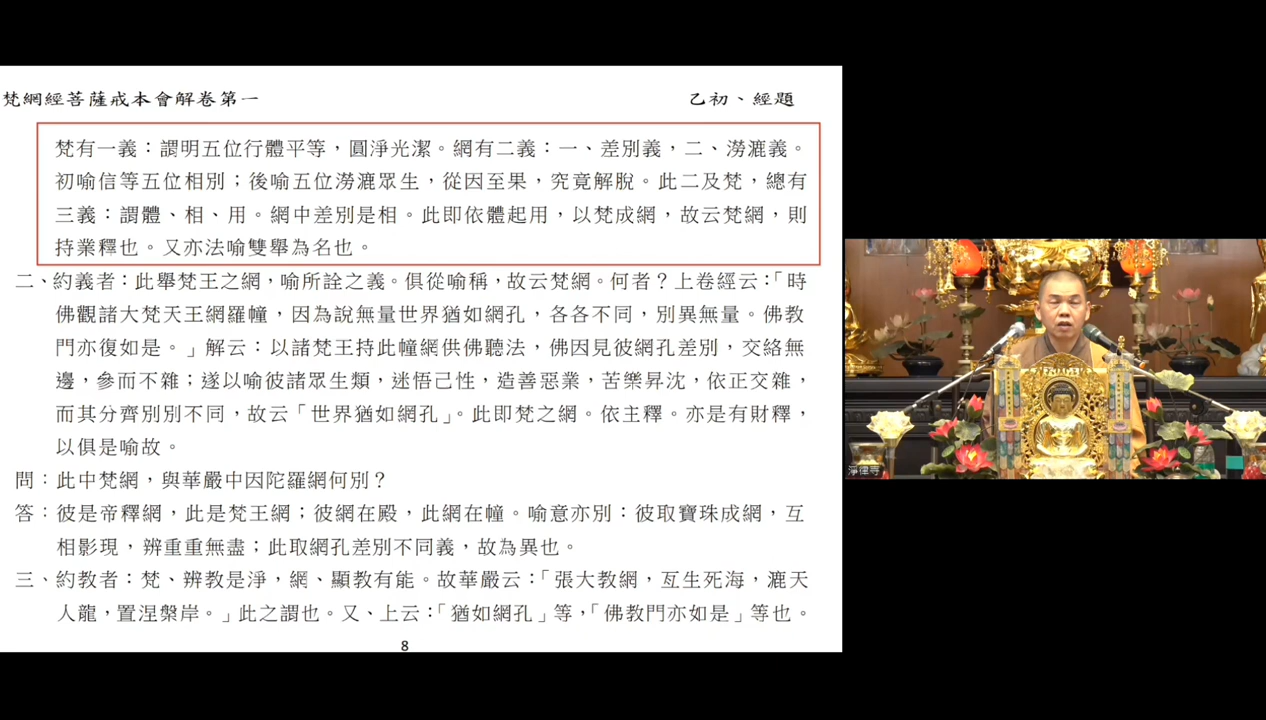 梵網經菩薩戒本會解卷第一
乙初、經題
梵有一義：謂明五位行體平等，圓淨光潔。網有二義：一、差別義，二、澇漉義。
初喻信等五位相別；後喻五位澇漉眾生，從因至果，究竟解脫。此二及梵，總有
三義：謂體、相、用。網中差別是相。此即依體起用，以梵成網，故云梵網，則
持業釋也。又亦法喻雙舉為名也。
二、約義者：此舉梵王之網，喻所詮之義。俱從喻稱，故云梵網。何者？上卷經云：「時
佛觀諸大梵天王網羅幢，因為說無量世界猶如網孔，各各不同，別異無量。佛教
門亦復如是。」解云：以諸梵王持此幢網供佛聽法，佛因見彼網孔差別，交絡無
邊，參而不雜；遂以喻彼諸眾生類，迷悟己性，造善惡業，苦樂昇沈，依正交雜，
而其分齊別別不同，故云「世界猶如網孔」。此即梵之網。依主釋。亦是有財釋，
以俱是喻故。
問：此中梵網，與華嚴中因陀羅網何別？
答：彼是帝釋網，此是梵王網；彼網在殿，此網在幢。喻意亦別：彼取寶珠成網，互
相影現，辨重重無盡；此取網孔差別不同義，故為異也。
三、約教者：梵、辨教是淨，網、顯教有能。故華嚴云：「張大教網，亙生死海，漉天
人龍，置涅槃岸。」此之謂也。又、上云：「猶如網孔」等，「佛教門亦如是」等也。
8
淨律寺